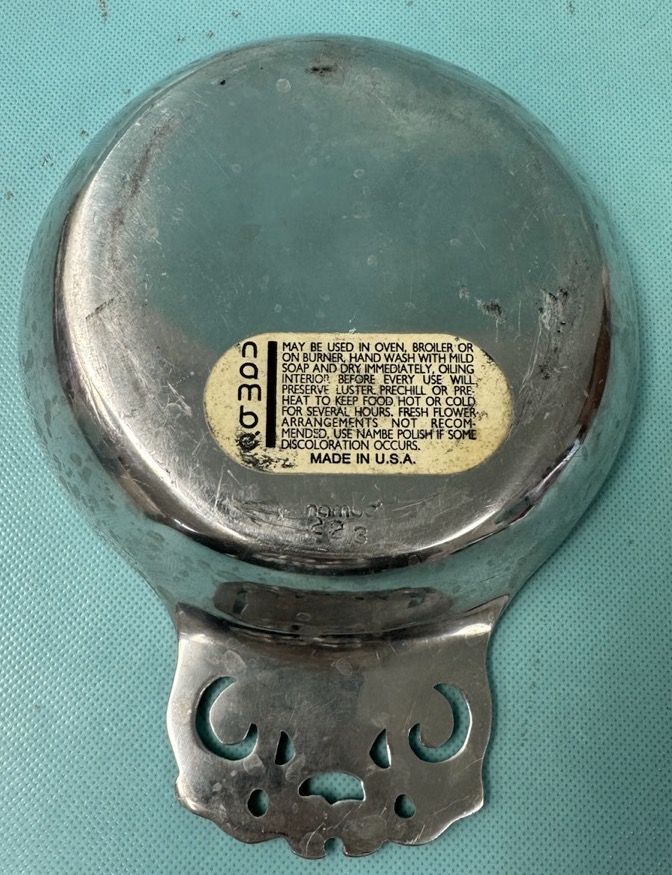 nambé
MAY BE USED IN OVEN, BROILER OR
ON BURNER, HAND WASH WITH MILD
SOAP AND DRY IMMEDIATELY, OILING
INTERIOR BEFORE EVERY USE WILL
PRESERVE LUSTER. PRECHILL OR PRE-
HEAT TO KEEP FOOD HOT OR COLD
FOR SEVERAL HOURS. FRESH FLOWER
ARRANGEMENTS NOT RECOM-
MENDED, USE NAMBE POLISH IF SOME
DISCOLORATION OCCURS.
MADE IN U.S.A.
nambé